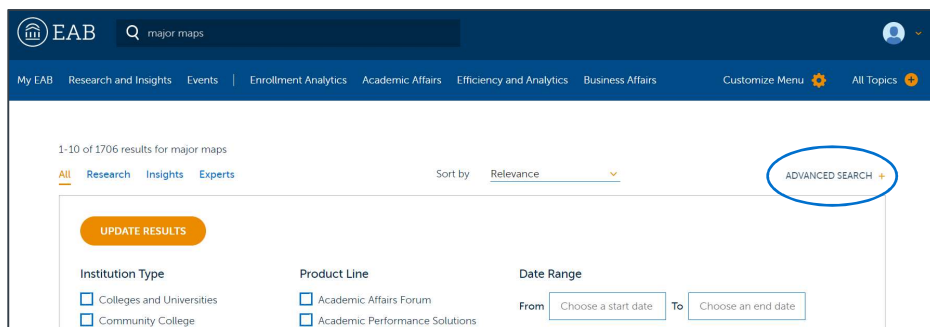 EAB major maps
My EAB Research and Insights Events | Enrollment Analytics Academic Affairs Efficiency and Analytics Business Affairs Customize Menu All Topics +
1-10 of 1706 results for major maps
All Research Insights Experts Sort by Relevance ADVANCED SEARCH +
UPDATE RESULTS
Institution Type Product Line Date Range
Colleges and Universities Academic Affairs Forum From Choose a start date To Choose an end date
Community College Academic Performance Solutions